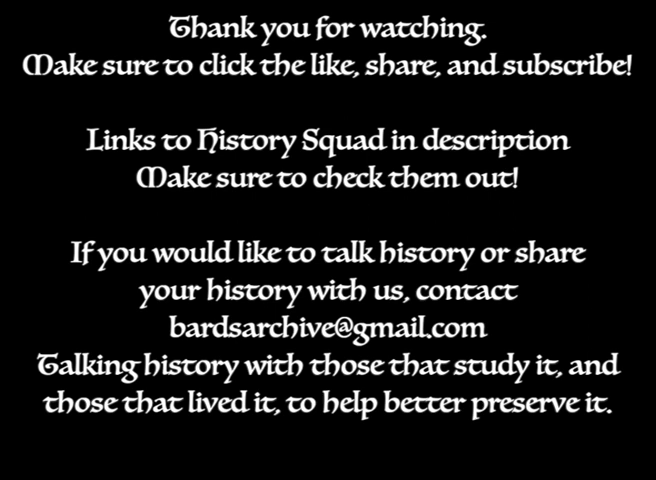 Thank you for watching.
Make sure to click the like, share, and subscribe!
Links to History Squad in description
Make sure to check them out!
If you would like to talk history or share
your history with us, contact
bardsarchive@gmail.com
Talking history with those that study it, and
those that lived it, to help better preserve it.